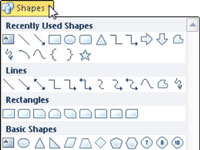 Shapes
Recently Used Shapes
Lines
Rectangles
Basic Shapes